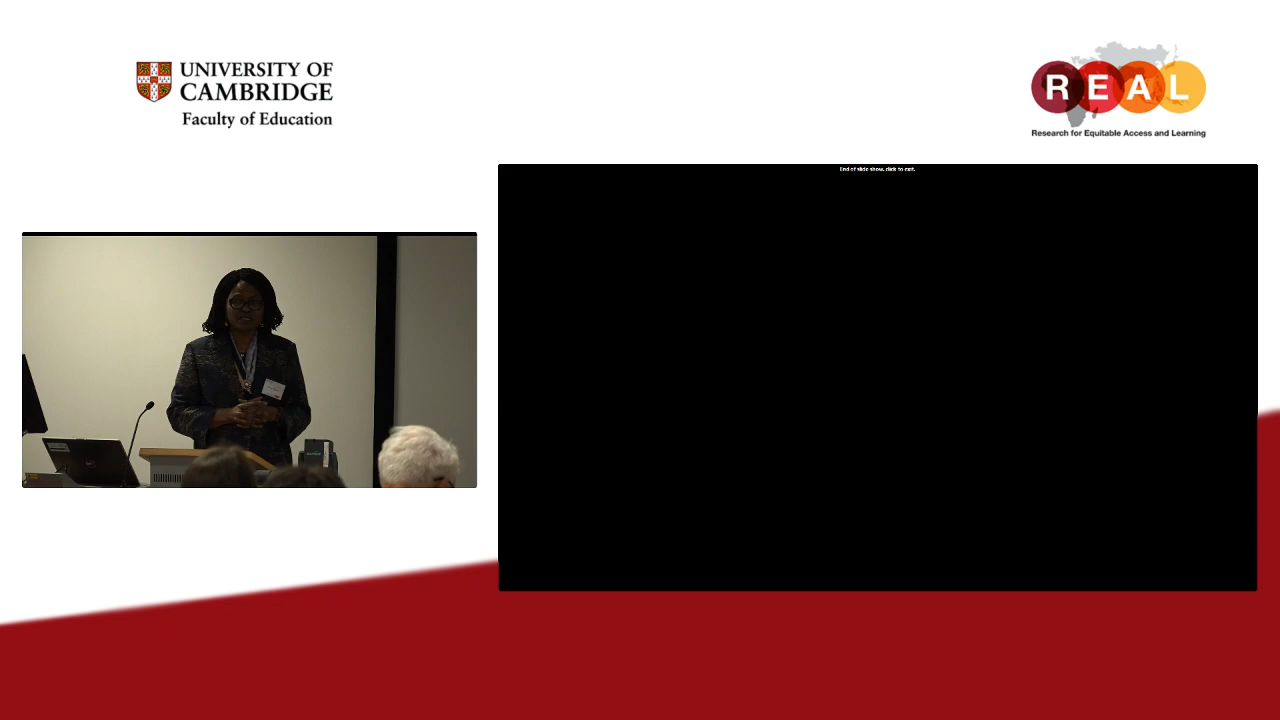 UNIVERSITY OF
CAMBRIDGE
Faculty of Education
R E A L
Research for Equitable Access and Learning
End of slide show, click to exit.